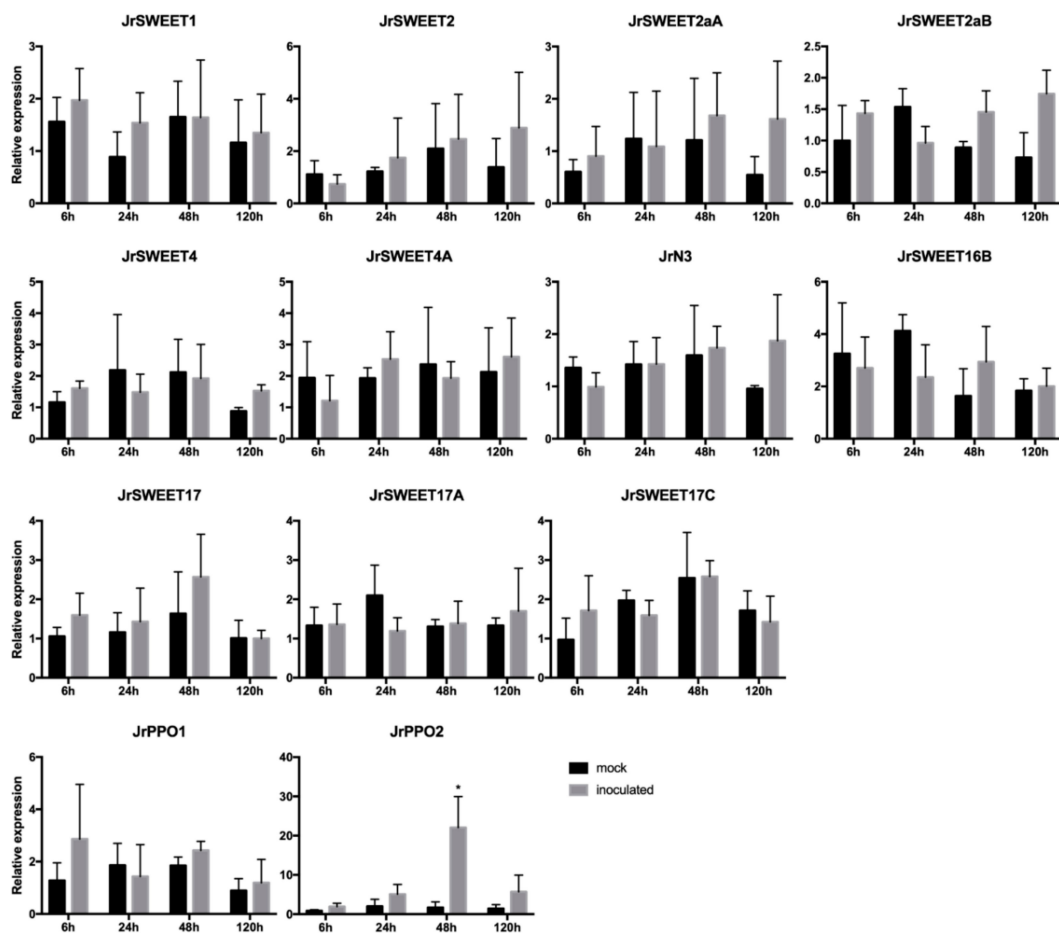 JrSWEET1
JrSWEET2
JrSWEET2aA
JrSWEET2aB
Relative expression
3
2
1
0
6
4
2
0
3
2
1
0
2.5
2.0
1.5
1.0
0.5
0.0
6h 24h 48h 120h
6h 24h 48h 120h
6h 24h 48h 120h
6h 24h 48h 120h
JrSWEET4
JrSWEET4A
JrN3
JrSWEET16B
Relative expression
5
4
3
2
1
0
5
4
3
2
1
0
3
2
1
0
6
4
2
0
6h 24h 48h 120h
6h 24h 48h 120h
6h 24h 48h 120h
6h 24h 48h 120h
JrSWEET17
JrSWEET17A
JrSWEET17C
Relative expression
4
3
2
1
0
4
3
2
1
0
4
3
2
1
0
6h 24h 48h 120h
6h 24h 48h 120h
6h 24h 48h 120h
JrPPO1
JrPPO2
Relative expression
6
4
2
0
40
30
20
10
0
*
6h 24h 48h 120h
6h 24h 48h 120h
mock
inoculated